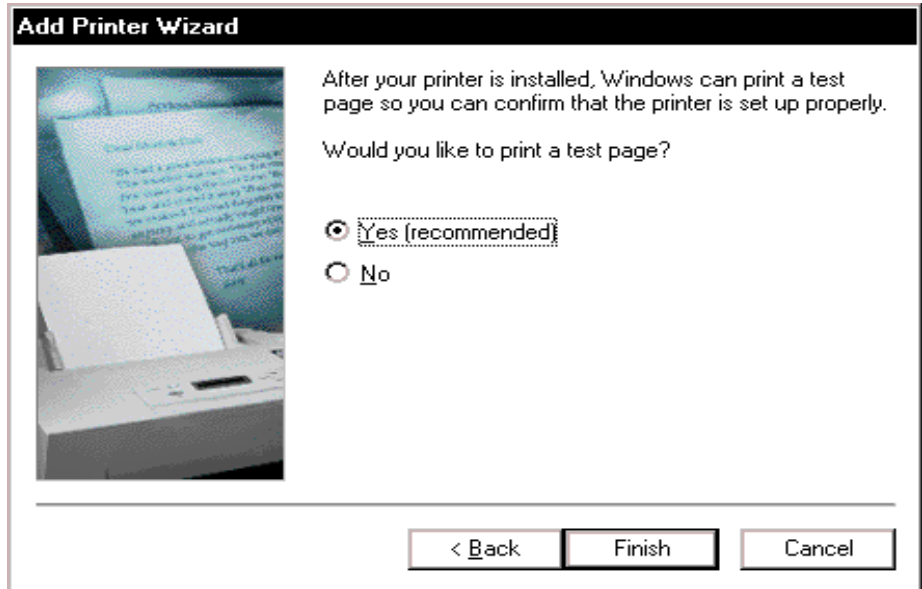 Add Printer Wizard
After your printer is installed, Windows can print a test
page so you can confirm that the printer is set up properly.
Would you like to print a test page?
Yes (recommended)
No
< Back
Finish
Cancel